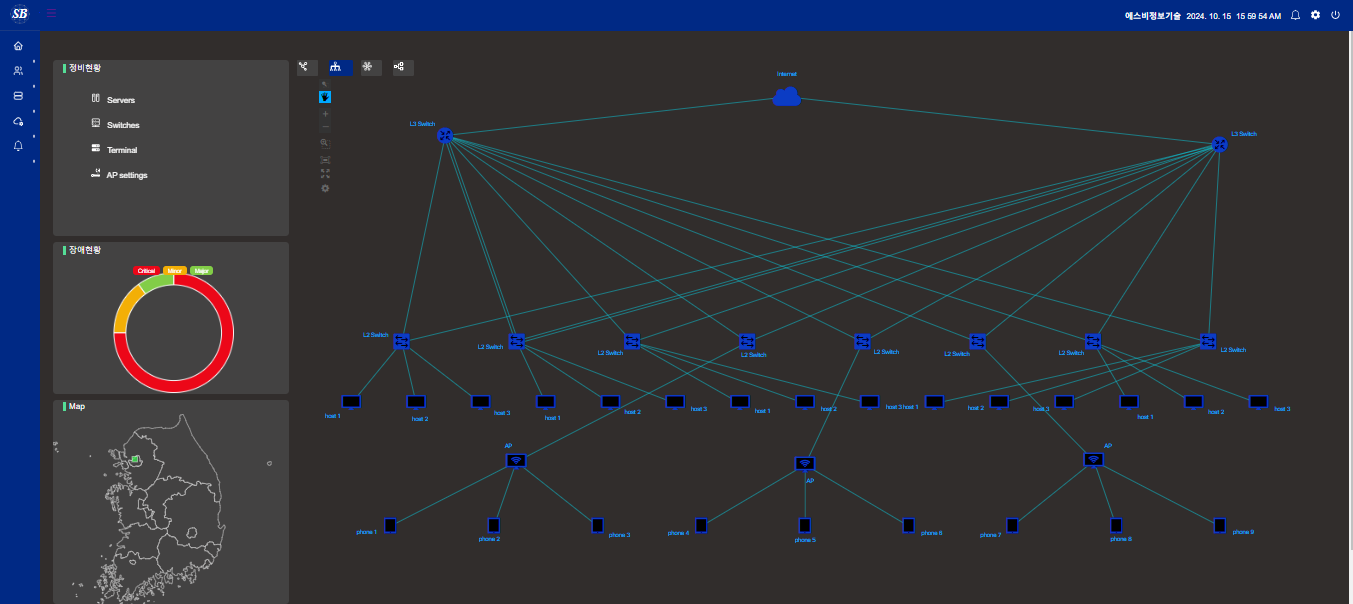 SB
에스비정보기술 2024. 10. 15 15 59 54 AM
정비현황
Servers
Switches
Terminal
AP settings
장애현황
Critical Minor Major
Map
Internet
L3 Switch
L3 Switch
L2 Switch
L2 Switch
L2 Switch
L2 Switch
L2 Switch
L2 Switch
L2 Switch
L2 Switch
host 1
host 2
host 3
host 1
host 2
host 3
host 1
host 2
host 3
host 1
host 2
host 3
host 1
host 2
host 3
AP
AP
AP
phone 1
phone 2
phone 3
phone 4
phone 5
phone 6
phone 7
phone 8
phone 9